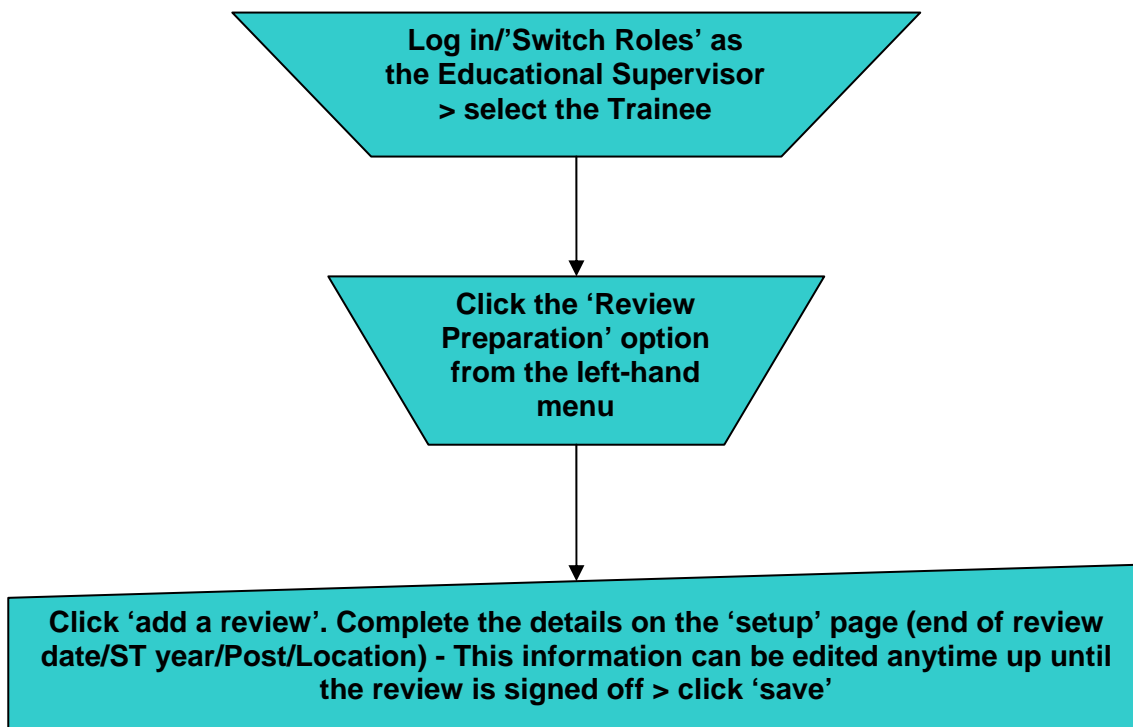 Log in/’Switch Roles’ as
the Educational Supervisor
> select the Trainee
Click the ‘Review
Preparation’ option
from the left-hand
menu
Click ‘add a review’. Complete the details on the ‘setup’ page (end of review
date/ST year/Post/Location) - This information can be edited anytime up until
the review is signed off > click ‘save’